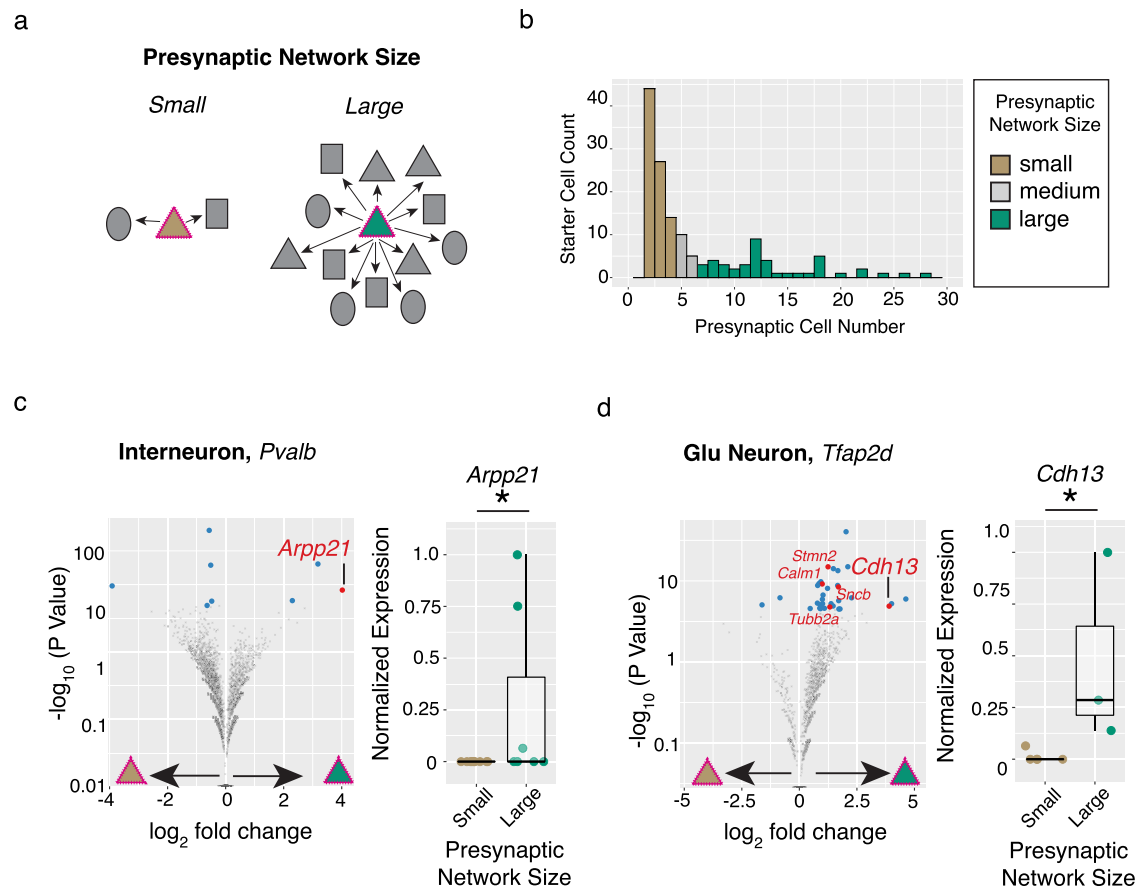 a
Presynaptic Network Size
Small
Large
b
Starter Cell Count
40
30
20
10
0
0 5 10 15 20 25 30
Presynaptic Cell Number
Presynaptic
Network Size
small
medium
large
c
Interneuron, Pvalb
-log10 (P Value)
100
10
1
0.1
0.01
Arpp21
-4 -2 0 2 4
log2 fold change
Arpp21
*
Normalized Expression
1.0
0.75
0.5
0.25
0
Small Large
Presynaptic
Network Size
d
Glu Neuron, Tfap2d
-log10 (P Value)
10
1
0.1
Stmn2
Calm1
Cdh13
Sncb
Tubb2a
-5 -2.5 0 2.5 5
log2 fold change
Cdh13
*
Normalized Expression
1.0
0.75
0.5
0.25
0
Small Large
Presynaptic
Network Size